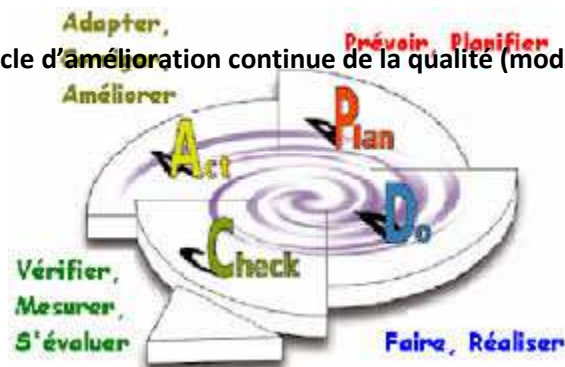 Adapter,
Prévoir, Planifier
cle d’amélioration continue de la qualité (mod
Améliorer
Plan
Act
Do
Check
Vérifier,
Mesurer,
S'évaluer
Faire, Réaliser